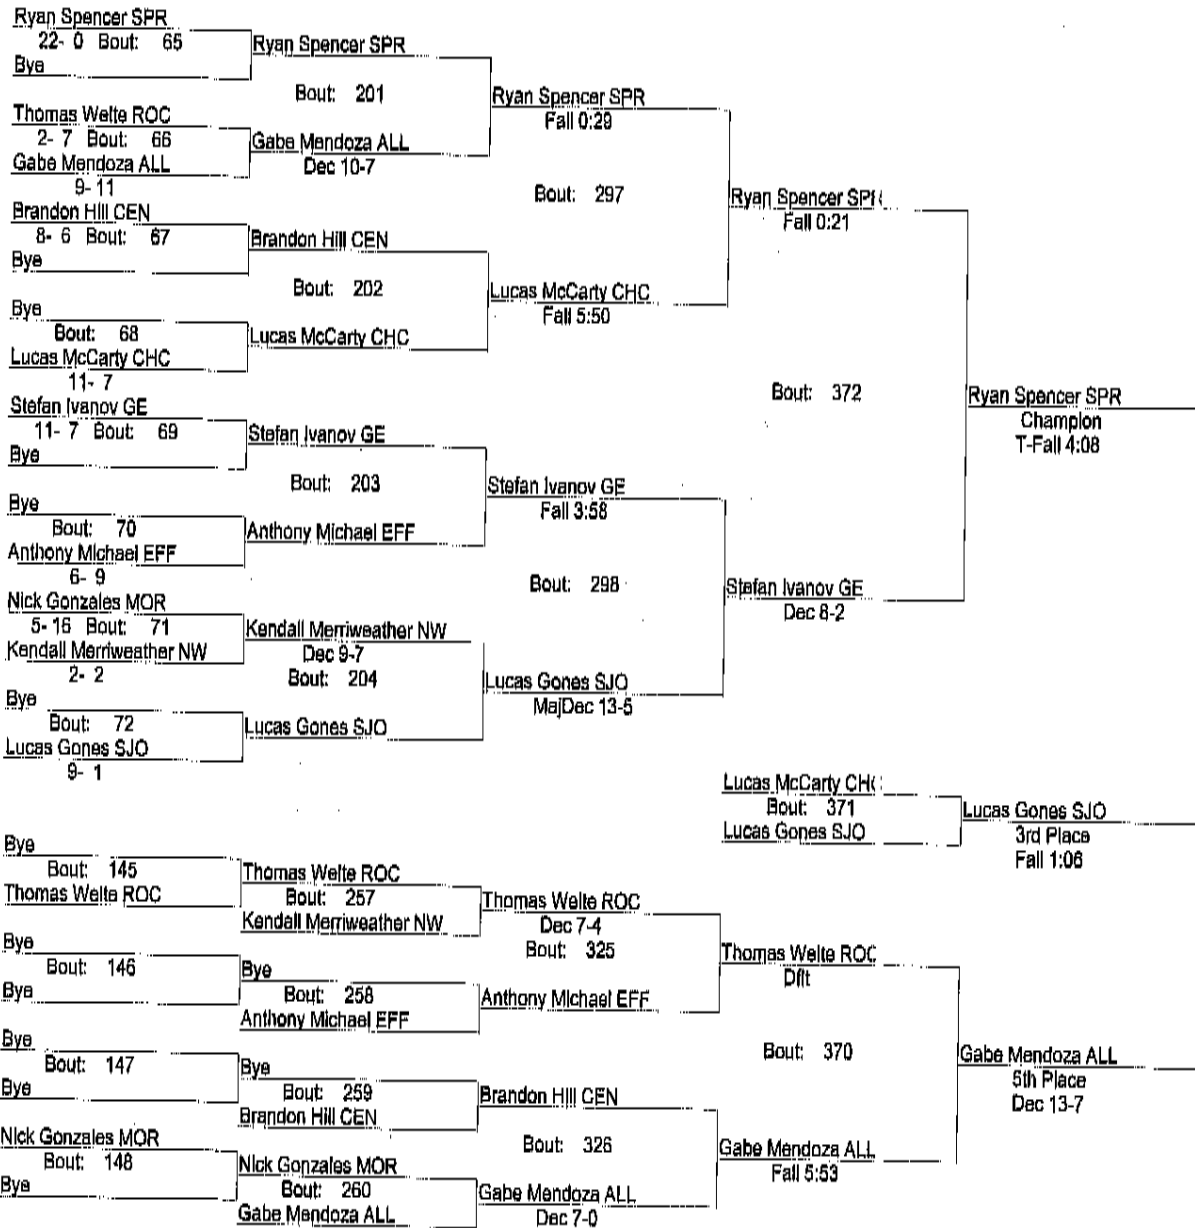 Ryan Spencer SPR
22- 0 Bout: 65
Bye
Ryan Spencer SPR
Bout: 201
Thomas Welte ROC
2- 7 Bout: 66
Gabe Mendoza ALL
9- 11
Gabe Mendoza ALL
Dec 10-7
Ryan Spencer SPR
Fall 0:29
Bout: 297
Brandon Hill CEN
8- 6 Bout: 67
Bye
Brandon Hill CEN
Bout: 202
Bye
Bout: 68
Lucas McCarty CHC
11- 7
Lucas McCarty CHC
Lucas McCarty CHC
Fall 5:50
Ryan Spencer SPR
Fall 0:21
Bout: 372
Stefan Ivanov GE
11- 7 Bout: 69
Bye
Stefan Ivanov GE
Bout: 203
Bye
Bout: 70
Anthony Michael EFF
6- 9
Anthony Michael EFF
Stefan Ivanov GE
Fall 3:58
Bout: 298
Nick Gonzales MOR
5- 16 Bout: 71
Kendall Merriweather NW
2- 2
Kendall Merriweather NW
Dec 9-7
Bout: 204
Bye
Bout: 72
Lucas Gones SJO
9- 1
Lucas Gones SJO
Lucas Gones SJO
MajDec 13-5
Stefan Ivanov GE
Dec 8-2
Ryan Spencer SPR
Champion
T-Fall 4:08
Lucas McCarty CHC
Bout: 371
Lucas Gones SJO
Lucas Gones SJO
3rd Place
Fall 1:06
Bye
Bout: 145
Thomas Welte ROC
Thomas Welte ROC
Bout: 257
Kendall Merriweather NW
Thomas Welte ROC
Dec 7-4
Bout: 325
Bye
Bout: 146
Bye
Bye
Bout: 258
Anthony Michael EFF
Anthony Michael EFF
Thomas Welte ROC
Dflt
Bout: 370
Bye
Bout: 147
Bye
Bye
Bout: 259
Brandon Hill CEN
Brandon Hill CEN
Bout: 326
Nick Gonzales MOR
Bout: 148
Bye
Nick Gonzales MOR
Bout: 260
Gabe Mendoza ALL
Gabe Mendoza ALL
Dec 7-0
Gabe Mendoza ALL
Fall 5:53
Gabe Mendoza ALL
5th Place
Dec 13-7